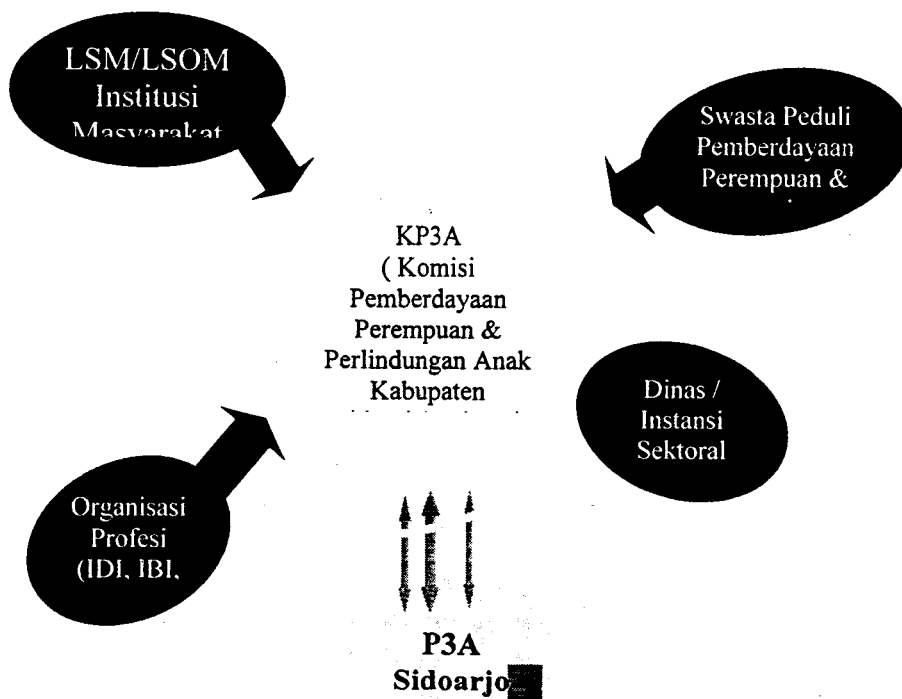 LSM/LSOM
Institusi
Masyarakat
Swasta Peduli
Pemberdayaan
Perempuan &
KP3A
( Komisi
Pemberdayaan
Perempuan &
Perlindungan Anak
Kabupaten
Dinas /
Instansi
Sektoral
Organisasi
Profesi
(IDI, IBI,
P3A
Sidoarjo